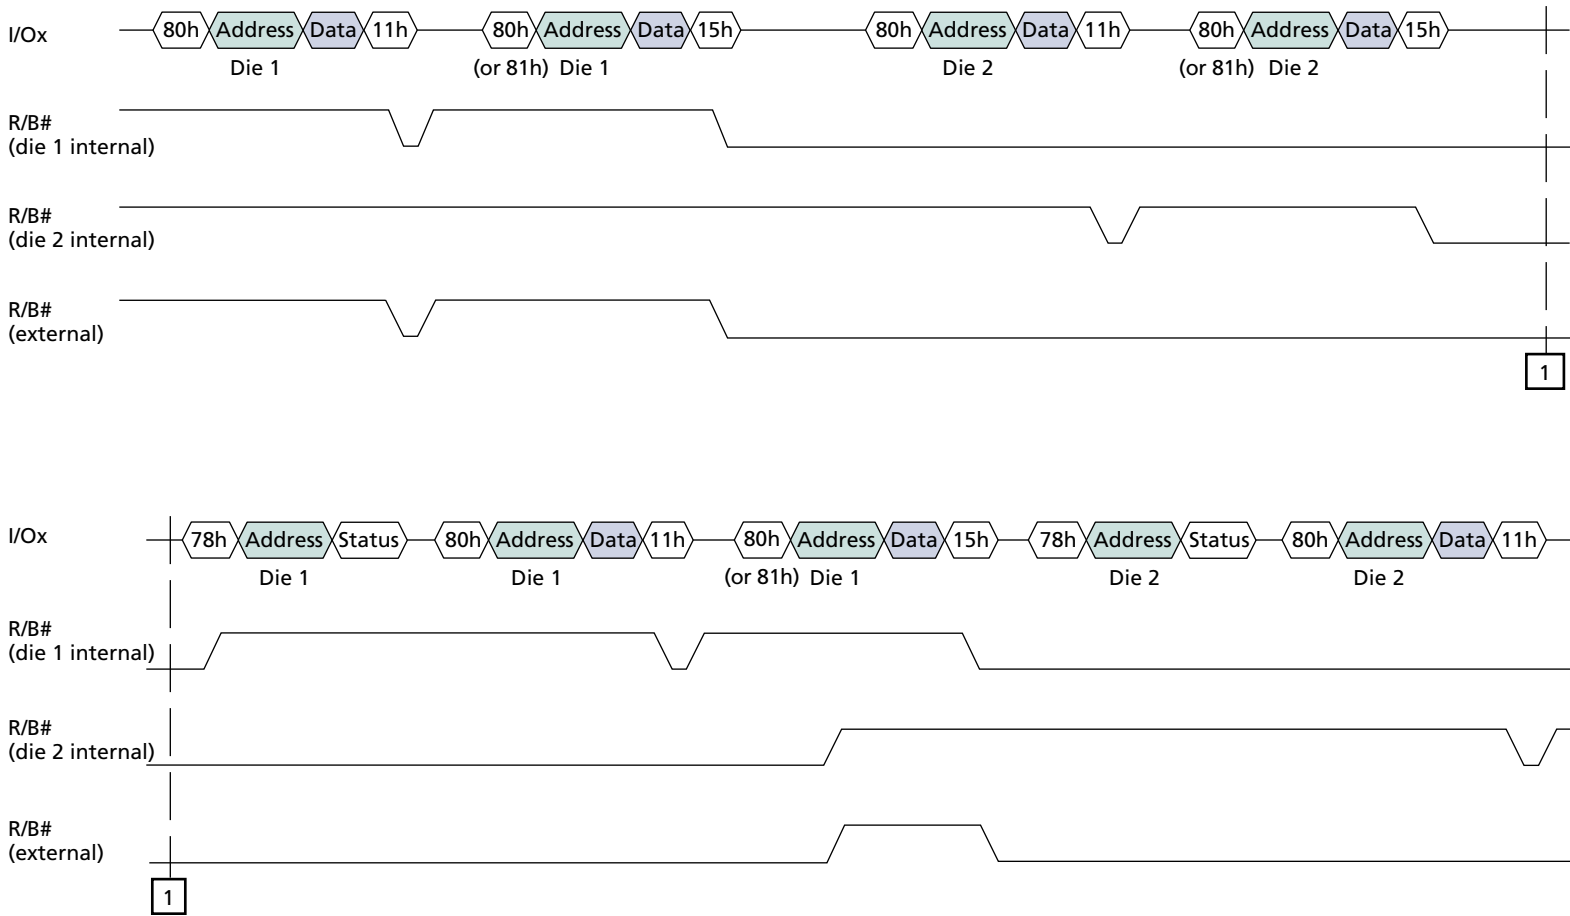 I/Ox 80h Address Data 11h 80h Address Data 15h 80h Address Data 11h 80h Address Data 15h
Die 1 (or 81h) Die 1 Die 2 (or 81h) Die 2
R/B#
(die 1 internal)
R/B#
(die 2 internal)
R/B#
(external)
1
I/Ox 78h Address Status 80h Address Data 11h 80h Address Data 15h 78h Address Status 80h Address Data 11h
Die 1 Die 1 (or 81h) Die 1 Die 2 Die 2
R/B#
(die 1 internal)
R/B#
(die 2 internal)
R/B#
(external)
1